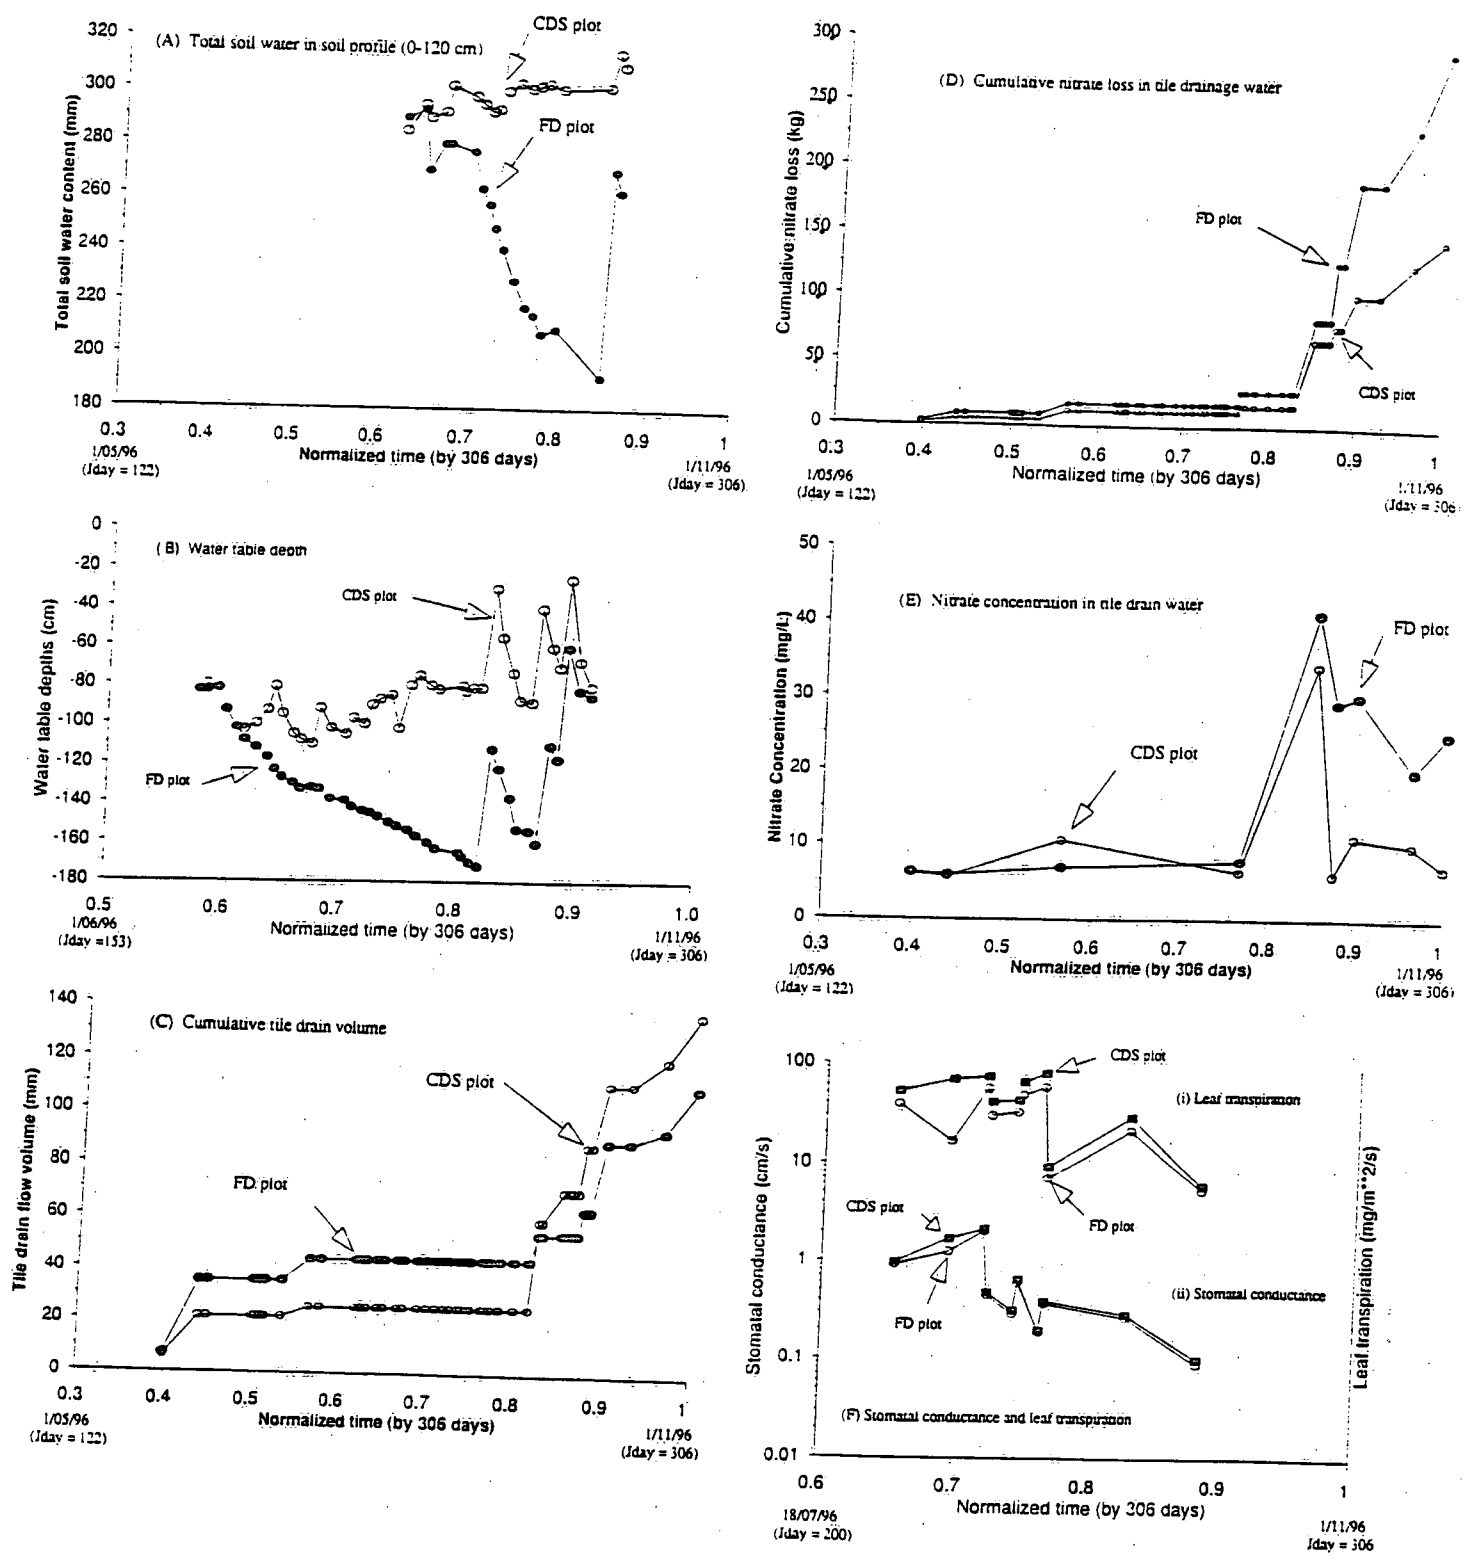 320
300
280
260
240
220
200
180
Total soil water content (mm)
(A) Total soil water in soil profile (0-120 cm)
CDS plot
FD plot
0.3 0.4 0.5 0.6 0.7 0.8 0.9 1
1/05/96
(Jday = 122)
Normalized time (by 306 days)
1/11/96
(Jday = 306)
300
250
200
150
100
50
0
Cumulative nitrate loss (kg)
(D) Cumulative nitrate loss in tile drainage water
FD plot
CDS plot
0.3 0.4 0.5 0.6 0.7 0.8 0.9 1
1/05/96
(Jday = 122)
Normalized time (by 306 days)
1/11/96
(Jday = 306
0
-20
-40
-60
-80
-100
-120
-140
-160
-180
Water table depths (cm)
(B) Water table depth
CDS plot
FD plot
0.5 0.6 0.7 0.8 0.9 1.0
1/06/96
(Jday =153)
Normalized time (by 306 days)
1/11/96
(Jday = 306)
50
40
30
20
10
0
Nitrate Concentration (mg/L)
(E) Nitrate concentration in tile drain water
FD plot
CDS plot
0.3 0.4 0.5 0.6 0.7 0.8 0.9 1
1/05/96
(Jday = 122)
Normalized time (by 306 days)
1/11/96
(Jday = 306)
140
120
100
80
60
40
20
0
Tile drain flow volume (mm)
(C) Cumulative tile drain volume
CDS plot
FD plot
0.3 0.4 0.5 0.6 0.7 0.8 0.9 1
1/05/96
(Jday = 122)
Normalized time (by 306 days)
1/11/96
(Jday = 306)
100
10
1
0.1
0.01
Stomatal conductance (cm/s)
CDS plot
(i) Leaf transpiration
FD plot
CDS plot
FD plot
(ii) Stomatal conductance
(F) Stomatal conductance and leaf transpiration
Leaf transpiration (mg/m**2/s)
0.6 0.7 0.8 0.9 1
18/07/96
(Jday = 200)
Normalized time (by 306 days)
1/11/96
(Jday = 306